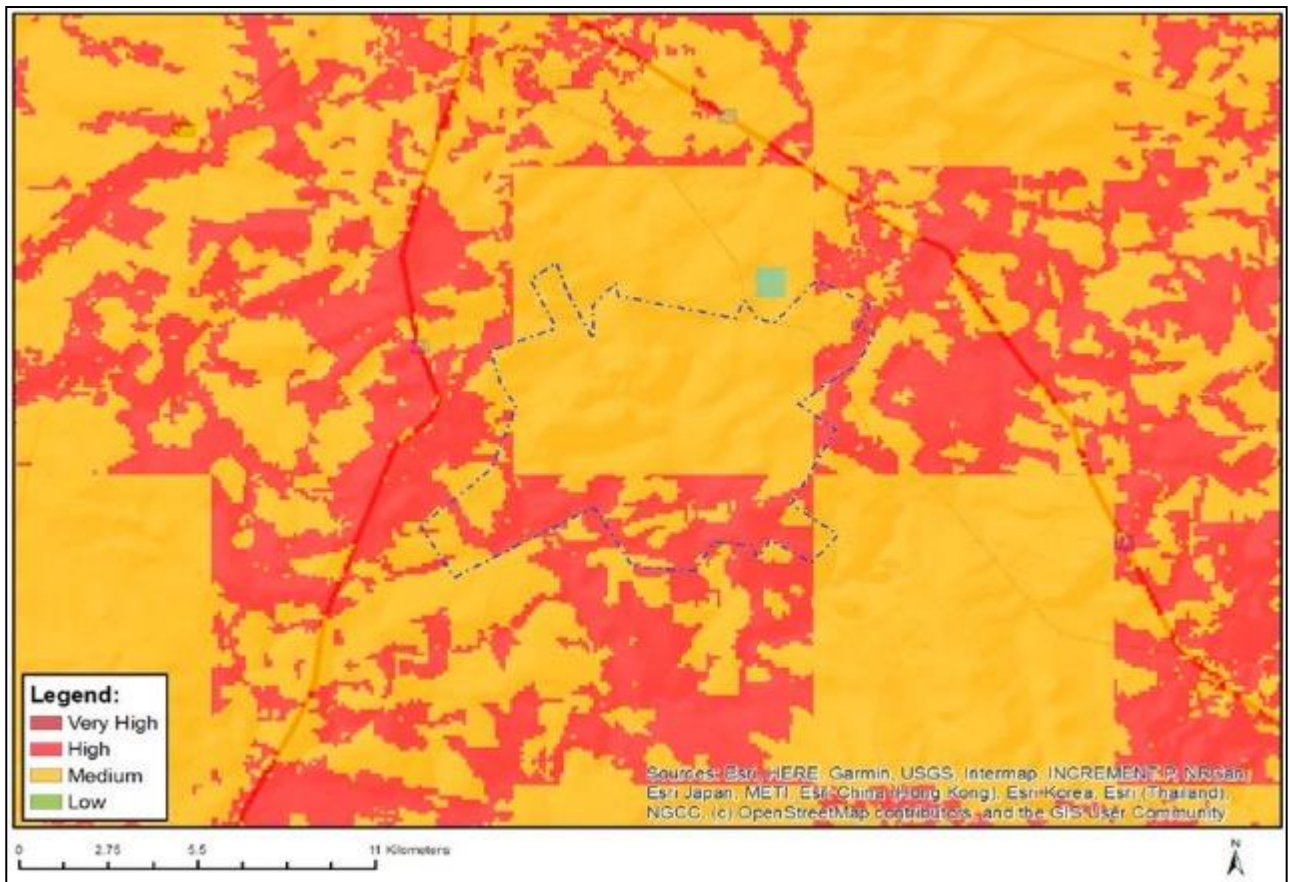 Legend:
Very High
High
Medium
Low
Sources: Esri, HERE, Garmin, USGS, Intermap, INCREMENT P, NRCan,
Esri Japan, METI, Esri China (Hong Kong), Esri Korea, Esri (Thailand),
NGCC, (c) OpenStreetMap contributors, and the GIS User Community
0 2.75 5.5 11 Kilometers
N